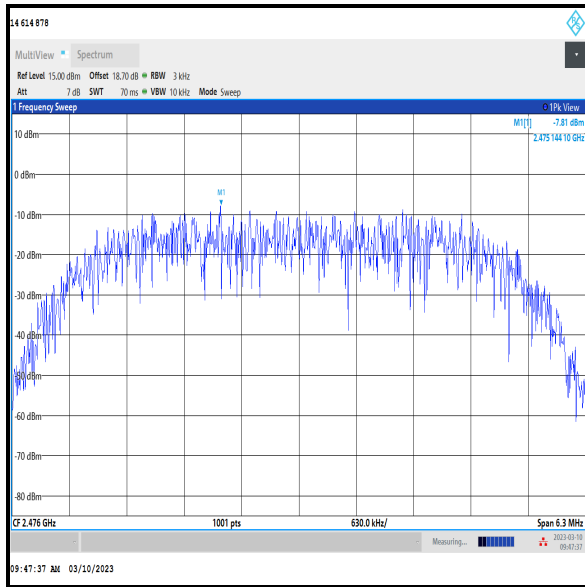 14 614 878
MultiView Spectrum
Ref Level 15.00 dBm Offset 18.70 dB RBW 3 kHz
Att 7 dB SWT 70 ms VBW 10 kHz Mode Sweep
1 Frequency Sweep 1Pk View
M1[1] -7.81 dBm
2.475 144 10 GHz
10 dBm
0 dBm
M1
-10 dBm
-20 dBm
-30 dBm
-40 dBm
-50 dBm
-60 dBm
-70 dBm
-80 dBm
CF 2.476 GHz 1001 pts 630.0 kHz/ Span 6.3 MHz
Measuring... 2023-03-10
09:47:37
09:47:37 AM 03/10/2023